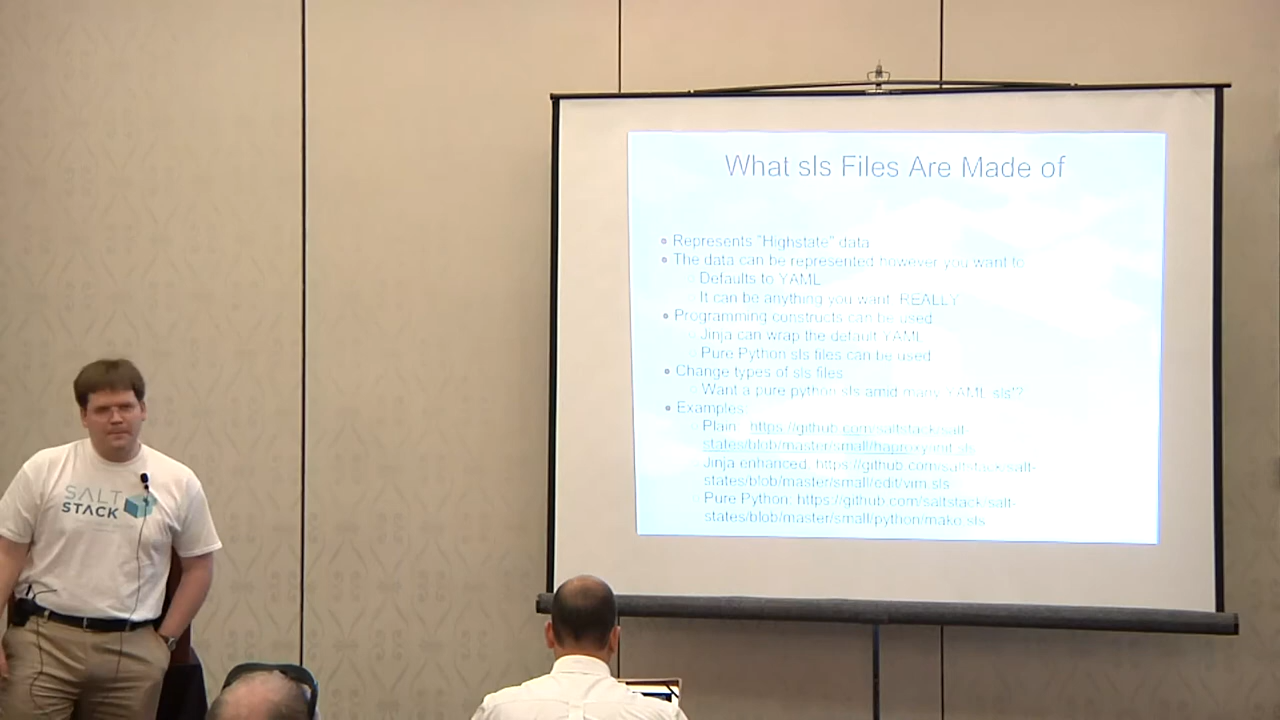 What sls Files Are Made of
Represents "Highstate" data
The data can be represented however you want to
Defaults to YAML
It can be anything you want, REALLY
Programming constructs can be used
Jinja can wrap the default YAML
Pure Python sls files can be used
Change types of sls files
Want a pure python sls amid many YAML sls'?
Examples:
Plain: https://github.com/saltstack/salt-
states/blob/master/small/haproxy/init.sls
Jinja enhanced: https://github.com/saltstack/salt-
states/blob/master/small/edit/vim.sls
Pure Python: https://github.com/saltstack/salt-
states/blob/master/small/python/mako.sls
SALT
STACK